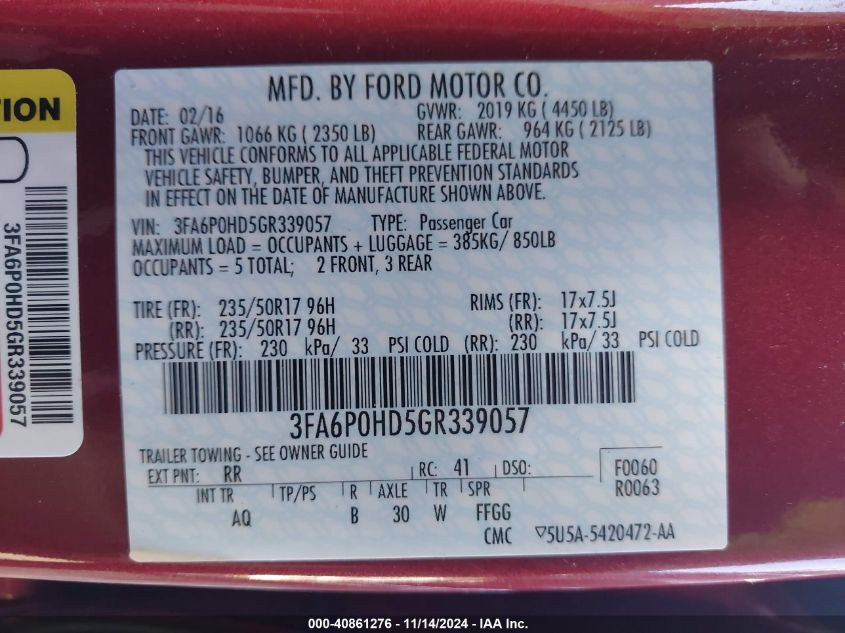 TION
3FA6P0HD5GR339057
MFD. BY FORD MOTOR CO.
DATE: 02/16 GVWR: 2019 KG ( 4450 LB)
FRONT GAWR: 1066 KG ( 2350 LB) REAR GAWR: 964 KG ( 2125 LB)
THIS VEHICLE CONFORMS TO ALL APPLICABLE FEDERAL MOTOR
VEHICLE SAFETY, BUMPER, AND THEFT PREVENTION STANDARDS
IN EFFECT ON THE DATE OF MANUFACTURE SHOWN ABOVE.
VIN: 3FA6P0HD5GR339057 TYPE: Passenger Car
MAXIMUM LOAD = OCCUPANTS + LUGGAGE = 385KG/ 850LB
OCCUPANTS = 5 TOTAL; 2 FRONT, 3 REAR
TIRE (FR): 235/50R17 96H RIMS (FR): 17x7.5J
(RR): 235/50R17 96H (RR): 17x7.5J
PRESSURE (FR): 230 kPa/ 33 PSI COLD (RR): 230 kPa/ 33 PSI COLD
3FA6P0HD5GR339057
TRAILER TOWING - SEE OWNER GUIDE
EXT PNT: RR RC: 41 DSO: F0060
INT TR TP/PS R AXLE TR SPR R0063
AQ B 30 W FFGG
CMC ▽5U5A-5420472-AA
000-40861276 - 11/14/2024 - IAA Inc.